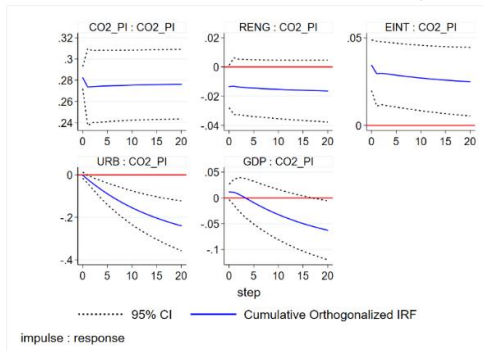 CO2_PI : CO2_PI
RENG : CO2_PI
EINT : CO2_PI
.32
.3
.28
.26
.24
0 5 10 15 20
.02
0
-.02
-.04
0 5 10 15 20
.05
0
0 5 10 15 20
URB : CO2_PI
GDP : CO2_PI
0
-.2
-.4
0 5 10 15 20
.05
0
-.05
-.1
0 5 10 15 20
step
95% CI
Cumulative Orthogonalized IRF
impulse : response